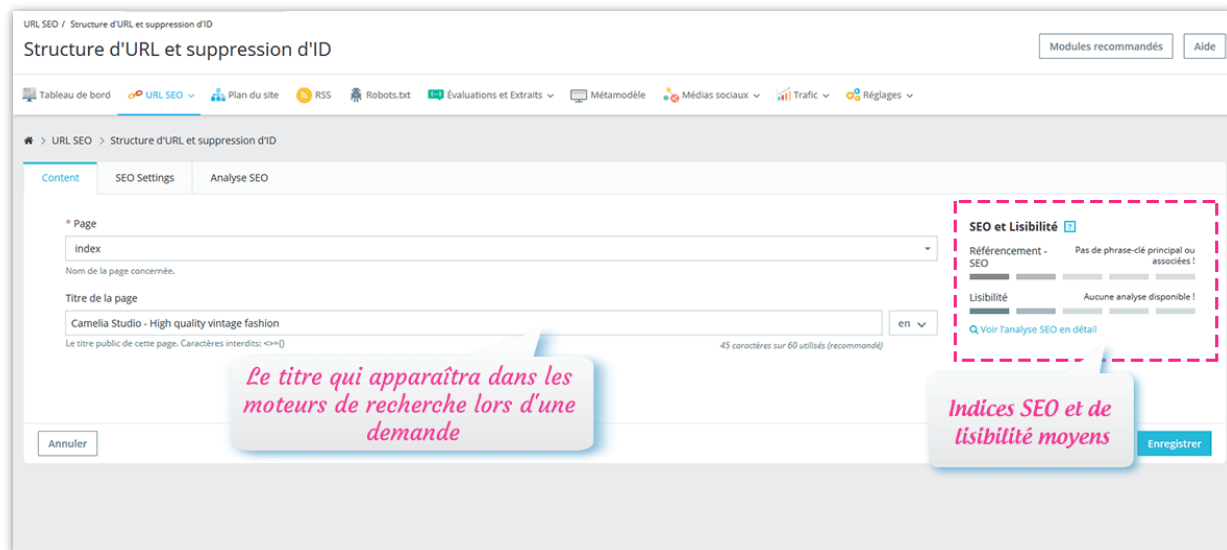 URL SEO / Structure d'URL et suppression d'ID
Structure d'URL et suppression d'ID
Modules recommandés
Aide
Tableau de bord
URL SEO
Plan du site
RSS
Robots.txt
Évaluations et Extraits
Métamodèle
Médias sociaux
Trafic
Réglages
> URL SEO > Structure d'URL et suppression d'ID
Content
SEO Settings
Analyse SEO
* Page
index
Nom de la page concernée.
Titre de la page
Camelia Studio - High quality vintage fashion
en
Le titre public de cette page. Caractères interdits: <>={}
45 caractères sur 60 utilisés (recommandé)
SEO et Lisibilité ?
Référencement -
SEO
Pas de phrase-clé principal ou
associées !
Lisibilité
Aucune analyse disponible !
Voir l'analyse SEO en détail
Le titre qui apparaîtra dans les
moteurs de recherche lors d'une
demande
Indices SEO et de
lisibilité moyens
Annuler
Enregistrer